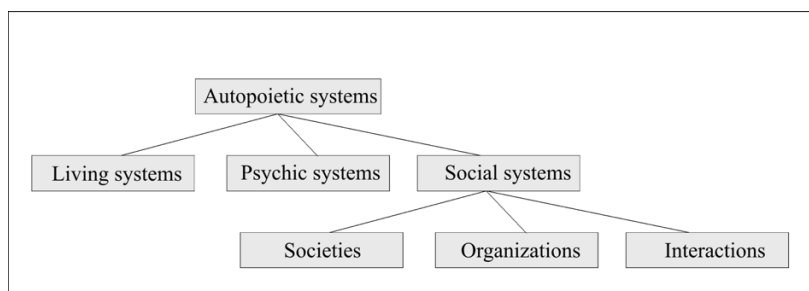 Autopoietic systems
Living systems
Psychic systems
Social systems
Societies
Organizations
Interactions